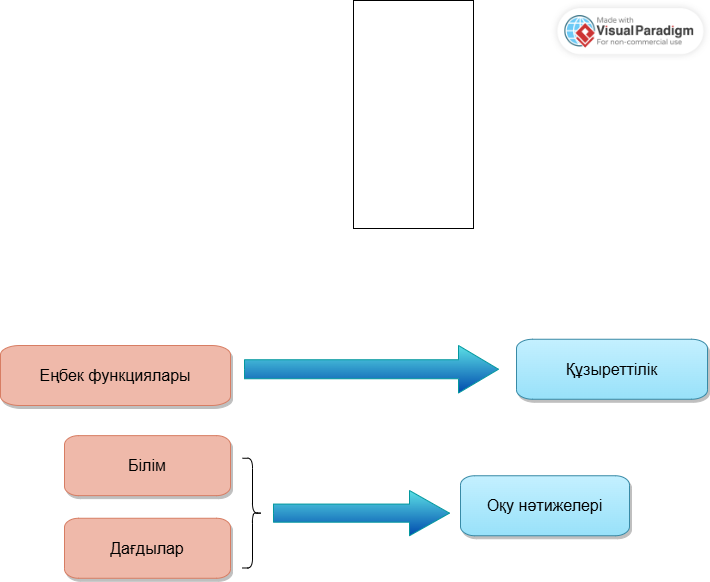 Made with
Visual Paradigm
For non-commercial use
Еңбек функциялары
Құзыреттілік
Білім
Оқу нәтижелері
Дағдылар